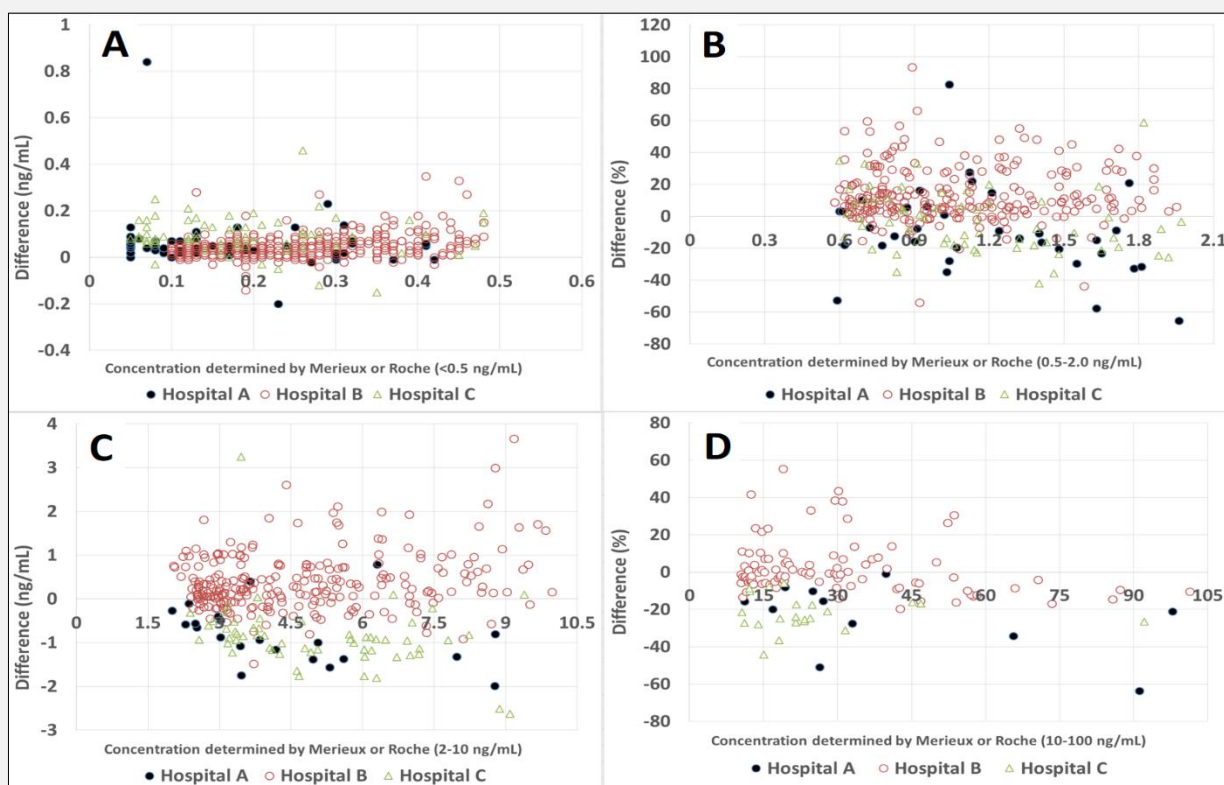 A
Difference (ng/mL)
1
0.8
0.6
0.4
0.2
0
-0.2
-0.4
0 0.1 0.2 0.3 0.4 0.5 0.6
Concentration determined by Merieux or Roche (<0.5 ng/mL)
Hospital A Hospital B Hospital C
B
Difference (%)
120
100
80
60
40
20
0
-20
-40
-60
-80
0 0.3 0.6 0.9 1.2 1.5 1.8 2.1
Concentration determined by Merieux or Roche (0.5-2.0 ng/mL)
Hospital A Hospital B Hospital C
C
Difference (ng/mL)
4
3
2
1
0
-1
-2
-3
0 1.5 3 4.5 6 7.5 9 10.5
Concentration determined by Merieux or Roche (2-10 ng/mL)
Hospital A Hospital B Hospital C
D
Difference (%)
80
60
40
20
0
-20
-40
-60
-80
0 15 30 45 60 75 90 105
Concentration determined by Merieux or Roche (10-100 ng/mL)
Hospital A Hospital B Hospital C